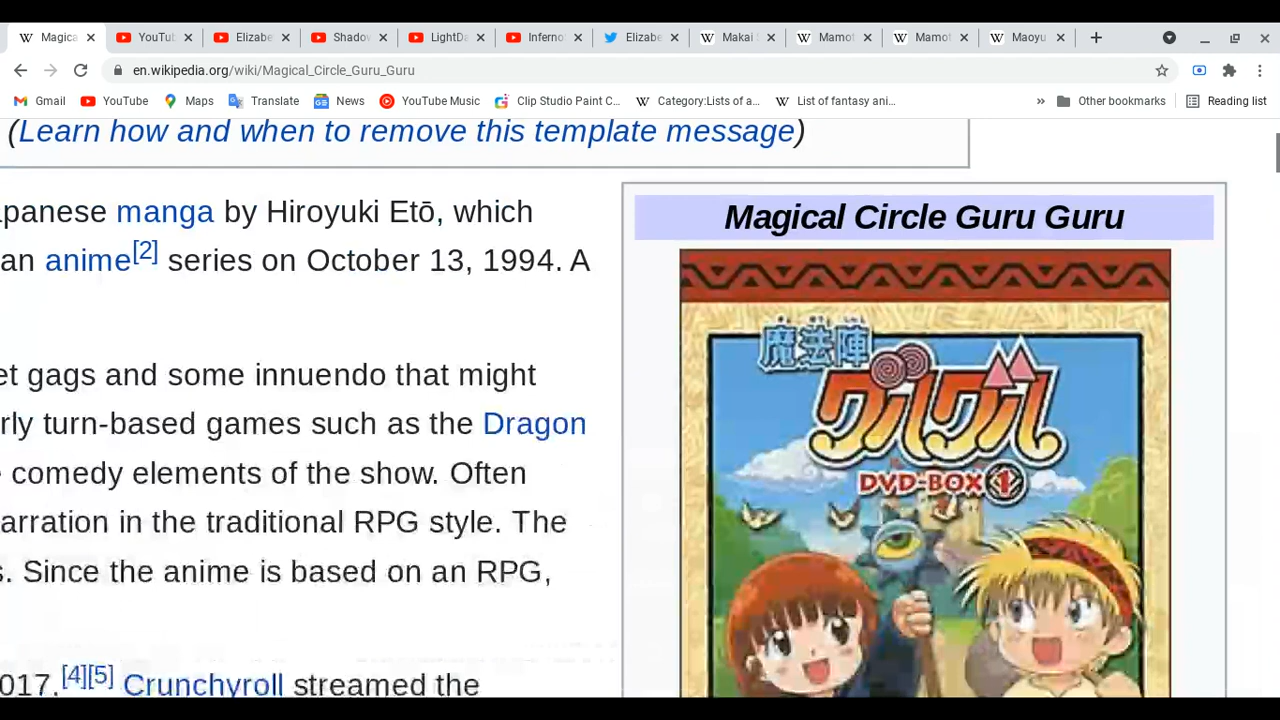 Magica
YouTu
Elizabe
Shadow
LightDa
Inferno
Elizabe
Makai S
Mamot
Mamot
Maoyu
en.wikipedia.org/wiki/Magical_Circle_Guru_Guru
Gmail
YouTube
Maps
Translate
News
YouTube Music
Clip Studio Paint C...
Category:Lists of a...
List of fantasy ani...
»
Other bookmarks
Reading list
(Learn how and when to remove this template message)
apanese manga by Hiroyuki Etō, which
an anime[2] series on October 13, 1994. A
et gags and some innuendo that might
rly turn-based games such as the Dragon
e comedy elements of the show. Often
arration in the traditional RPG style. The
s. Since the anime is based on an RPG,
017.[4][5] Crunchyroll streamed the
Magical Circle Guru Guru
魔法陣
グルグル
DVD-BOX 1